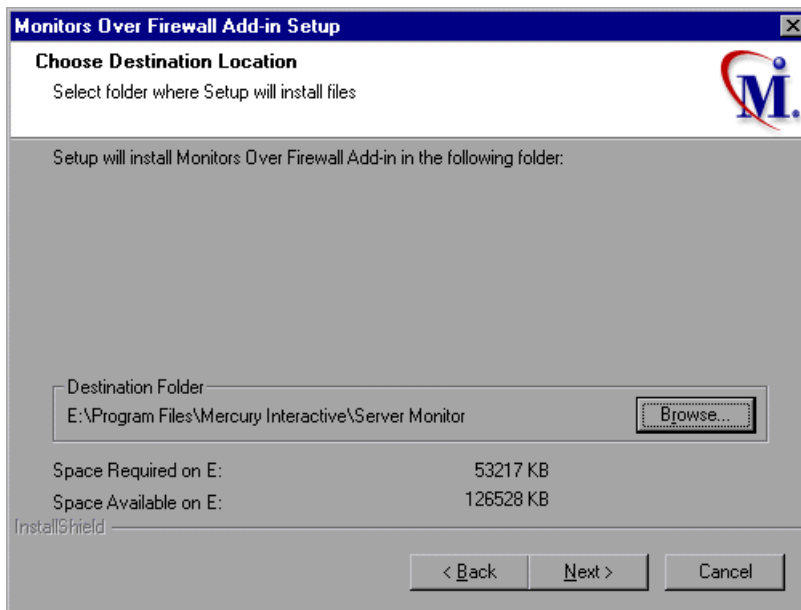 Monitors Over Firewall Add-in Setup
Choose Destination Location
Select folder where Setup will install files
M.
Setup will install Monitors Over Firewall Add-in in the following folder:
Destination Folder
E:\Program Files\Mercury Interactive\Server Monitor
Browse...
Space Required on E: 53217 KB
Space Available on E: 126528 KB
InstallShield
< Back Next > Cancel